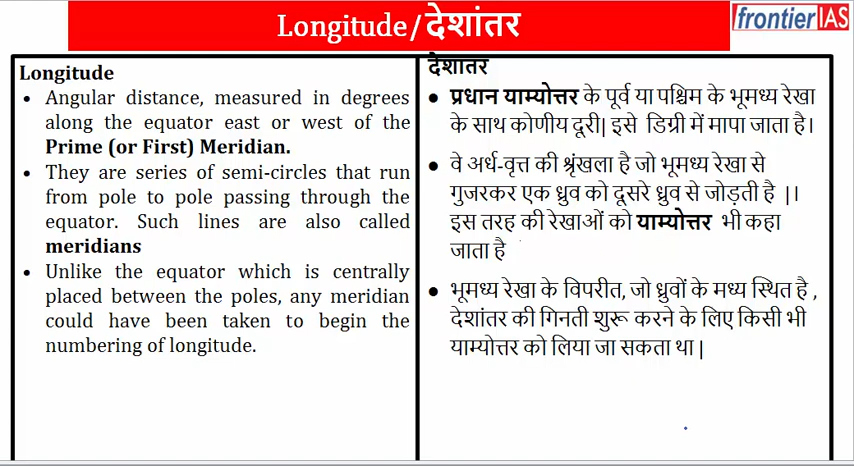 Longitude/देशांतर
frontier IAS
Longitude
• Angular distance, measured in degrees
along the equator east or west of the
Prime (or First) Meridian.
• They are series of semi-circles that run
from pole to pole passing through the
equator. Such lines are also called
meridians
• Unlike the equator which is centrally
placed between the poles, any meridian
could have been taken to begin the
numbering of longitude.
देशांतर
• प्रधान याम्योत्तर के पूर्व या पश्चिम के भूमध्य रेखा
के साथ कोणीय दूरी| इसे डिग्री में मापा जाता है।
• वे अर्ध-वृत्त की श्रृंखला है जो भूमध्य रेखा से
गुजरकर एक ध्रुव को दूसरे ध्रुव से जोड़ती है |।
इस तरह की रेखाओं को याम्योत्तर भी कहा
जाता है
• भूमध्य रेखा के विपरीत, जो ध्रुवों के मध्य स्थित है ,
देशांतर की गिनती शुरू करने के लिए किसी भी
याम्योत्तर को लिया जा सकता था |